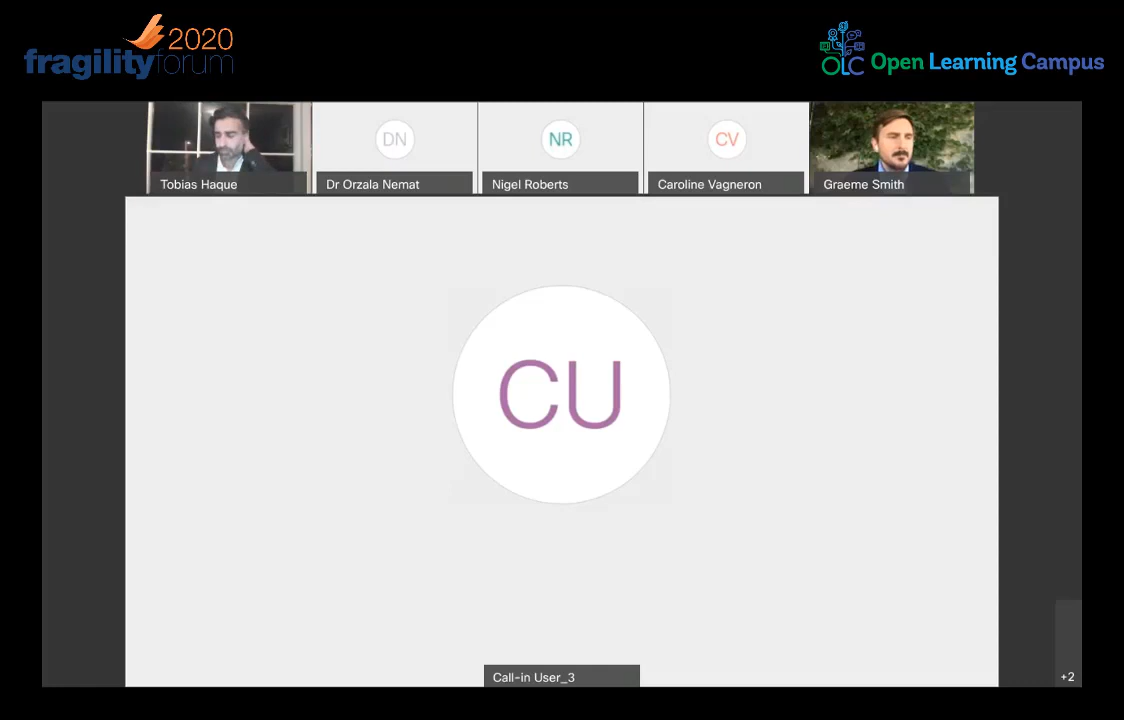 2020
fragilityforum
OLC Open Learning Campus
DN
NR
CV
Tobias Haque
Dr Orzala Nemat
Nigel Roberts
Caroline Vagneron
Graeme Smith
CU
Call-in User_3
+2